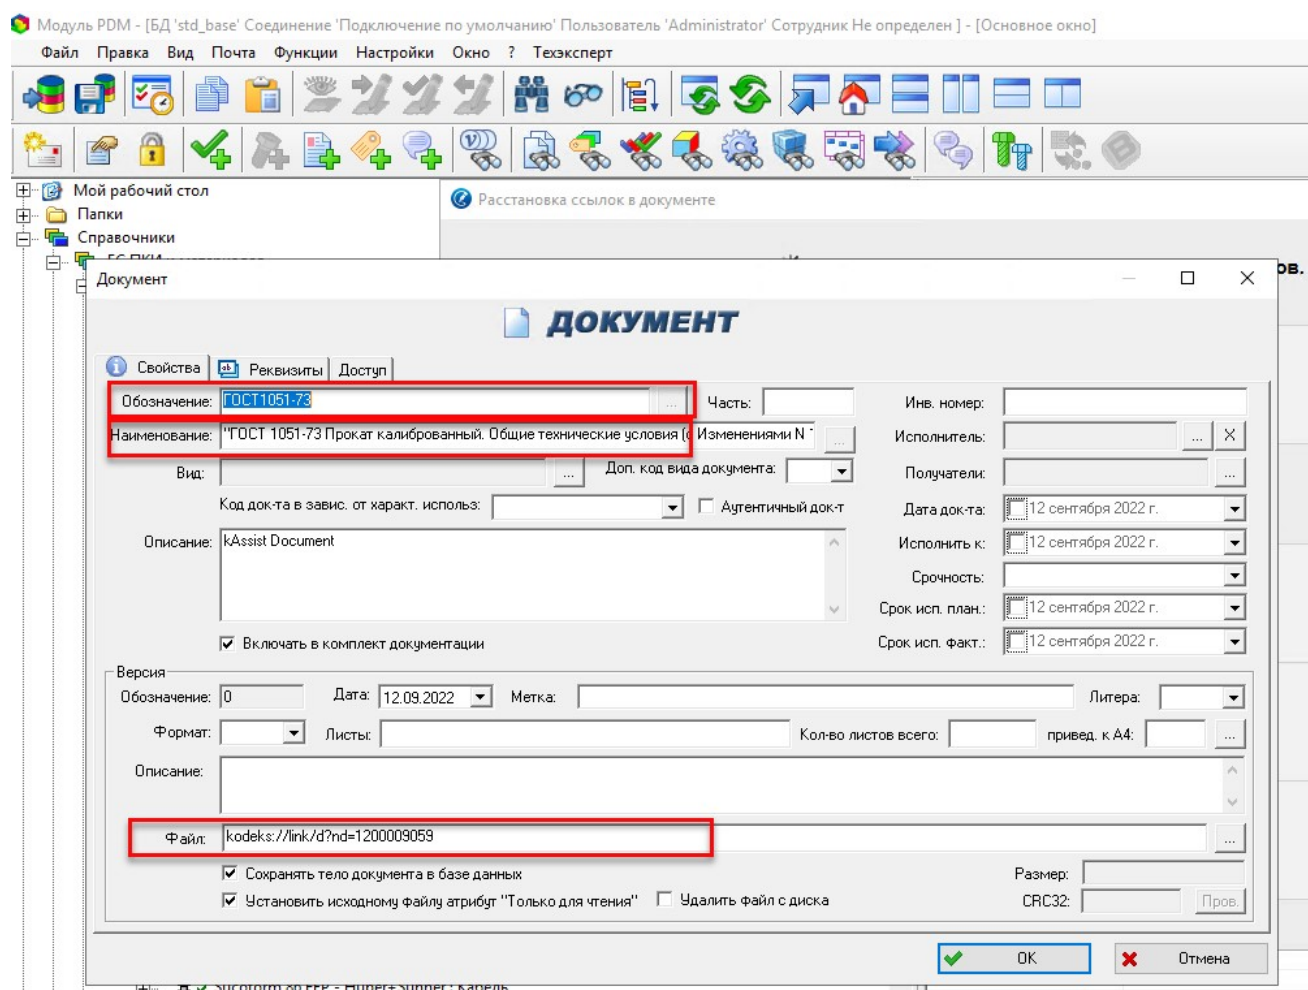 Модуль PDM - [БД 'std_base' Соединение 'Подключение по умолчанию' Пользователь 'Administrator' Сотрудник Не определен ] - [Основное окно]
Файл Правка Вид Почта Функции Настройки Окно ? Техэксперт
Мой рабочий стол
Папки
Справочники
Расстановка ссылок в документе
ов.
Документ
ДОКУМЕНТ
Свойства Реквизиты Доступ
Обозначение: ГОСТ1051-73 ... Часть: Инв. номер:
Наименование: "ГОСТ 1051-73 Прокат калиброванный. Общие технические условия (с Изменениями N ... Исполнитель: ... X
Вид: ... Доп. код вида документа: Получатели: ...
Код док-та в завис. от характ. использ: Аутентичный док-т Дата док-та: 12 сентября 2022 г.
Описание: kAssist Document Исполнить к: 12 сентября 2022 г.
Срочность:
Срок исп. план.: 12 сентября 2022 г.
Включать в комплект документации Срок исп. факт.: 12 сентября 2022 г.
Версия
Обозначение: 0 Дата: 12.09.2022 Метка: Литера:
Формат: Листы: Кол-во листов всего: привед. к А4: ...
Описание:
Файл: kodeks://link/d?nd=1200009059 ...
Сохранять тело документа в базе данных Размер:
Установить исходному файлу атрибут "Только для чтения" Удалить файл с диска CRC32: Пров.
OK Отмена